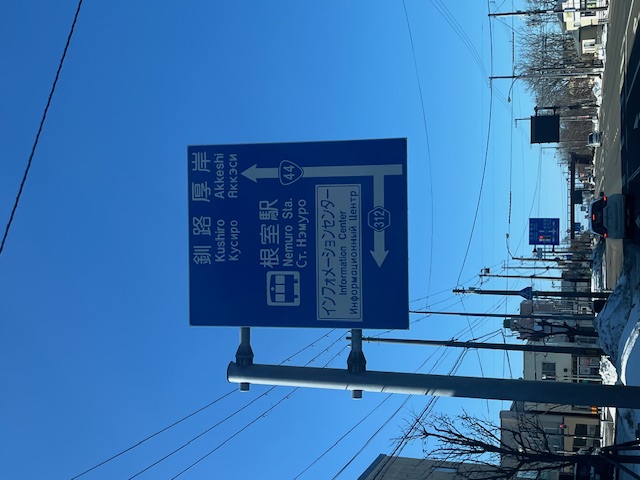 釧路 厚岸
Kushiro Akkeshi
Кусиро Аккэси
44
根室駅
Nemuro Sta.
Ст. Нэмуро
インフォメーションセンター
Information Center
Информационный Центр
312